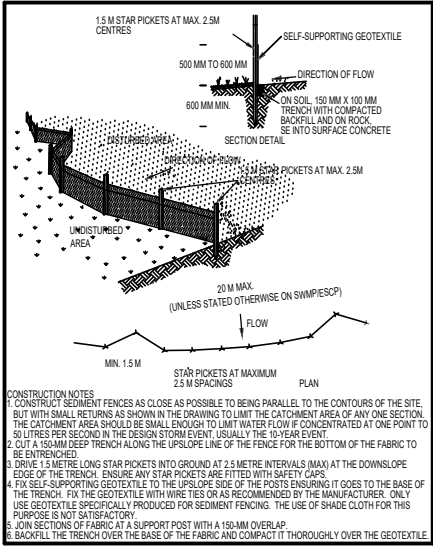 1.5 M STAR PICKETS AT MAX. 2.5M
CENTRES
SELF-SUPPORTING GEOTEXTILE
500 MM TO 600 MM
DIRECTION OF FLOW
600 MM MIN.
ON SOIL, 150 MM X 100 MM
TRENCH WITH COMPACTED
BACKFILL AND ON ROCK,
SE INTO SURFACE CONCRETE
SECTION DETAIL
DISTURBED AREA
DIRECTION OF FLOW
1.5 M STAR PICKETS AT MAX. 2.5M
CENTRES
UNDISTURBED
AREA
20 M MAX.
(UNLESS STATED OTHERWISE ON SWMP/ESCP)
FLOW
MIN. 1.5 M
STAR PICKETS AT MAXIMUM
2.5 M SPACINGS
PLAN
CONSTRUCTION NOTES
1. CONSTRUCT SEDIMENT FENCES AS CLOSE AS POSSIBLE TO BEING PARALLEL TO THE CONTOURS OF THE SITE,
BUT WITH SMALL RETURNS AS SHOWN IN THE DRAWING TO LIMIT THE CATCHMENT AREA OF ANY ONE SECTION.
THE CATCHMENT AREA SHOULD BE SMALL ENOUGH TO LIMIT WATER FLOW IF CONCENTRATED AT ONE POINT TO
50 LITRES PER SECOND IN THE DESIGN STORM EVENT, USUALLY THE 10-YEAR EVENT.
2. CUT A 150-MM DEEP TRENCH ALONG THE UPSLOPE LINE OF THE FENCE FOR THE BOTTOM OF THE FABRIC TO
BE ENTRENCHED.
3. DRIVE 1.5 METRE LONG STAR PICKETS INTO GROUND AT 2.5 METRE INTERVALS (MAX) AT THE DOWNSLOPE
EDGE OF THE TRENCH. ENSURE ANY STAR PICKETS ARE FITTED WITH SAFETY CAPS.
4. FIX SELF-SUPPORTING GEOTEXTILE TO THE UPSLOPE SIDE OF THE POSTS ENSURING IT GOES TO THE BASE OF
THE TRENCH. FIX THE GEOTEXTILE WITH WIRE TIES OR AS RECOMMENDED BY THE MANUFACTURER. ONLY
USE GEOTEXTILE SPECIFICALLY PRODUCED FOR SEDIMENT FENCING. THE USE OF SHADE CLOTH FOR THIS
PURPOSE IS NOT SATISFACTORY.
5. JOIN SECTIONS OF FABRIC AT A SUPPORT POST WITH A 150-MM OVERLAP.
6. BACKFILL THE TRENCH OVER THE BASE OF THE FABRIC AND COMPACT IT THOROUGHLY OVER THE GEOTEXTILE.